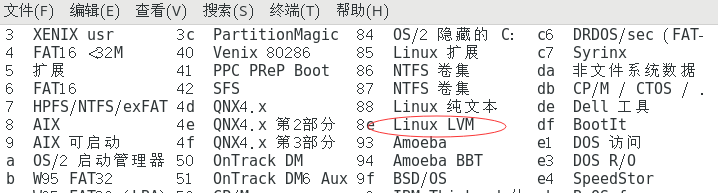 文件(F) 编辑(E) 查看(V) 搜索(S) 终端(T) 帮助(H)
3 XENIX usr 3c PartitionMagic 84 OS/2 隐藏的 C: c6 DRDOS/sec (FAT-
4 FAT16 <32M 40 Venix 80286 85 Linux 扩展 c7 Syrinx
5 扩展 41 PPC PReP Boot 86 NTFS 卷集 da 非文件系统数据
6 FAT16 42 SFS 87 NTFS 卷集 db CP/M / CTOS / .
7 HPFS/NTFS/exFAT 4d QNX4.x 88 Linux 纯文本 de Dell 工具
8 AIX 4e QNX4.x 第2部分 8e Linux LVM df BootIt
9 AIX 可启动 4f QNX4.x 第3部分 93 Amoeba e1 DOS 访问
a OS/2 启动管理器 50 OnTrack DM 94 Amoeba BBT e3 DOS R/O
b W95 FAT32 51 OnTrack DM6 Aux 9f BSD/OS e4 SpeedStor